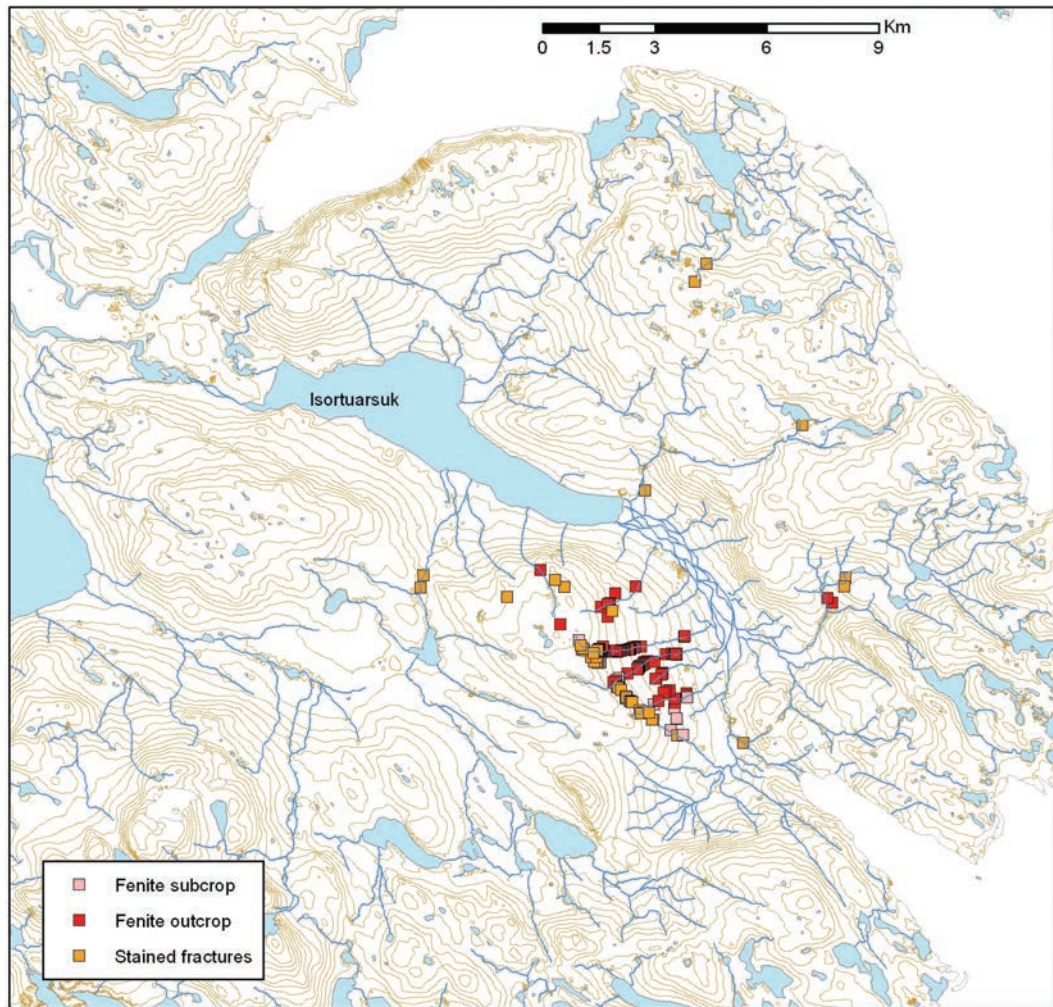 Km
0 1.5 3 6 9
Isortuarsuk
Fenite subcrop
Fenite outcrop
Stained fractures